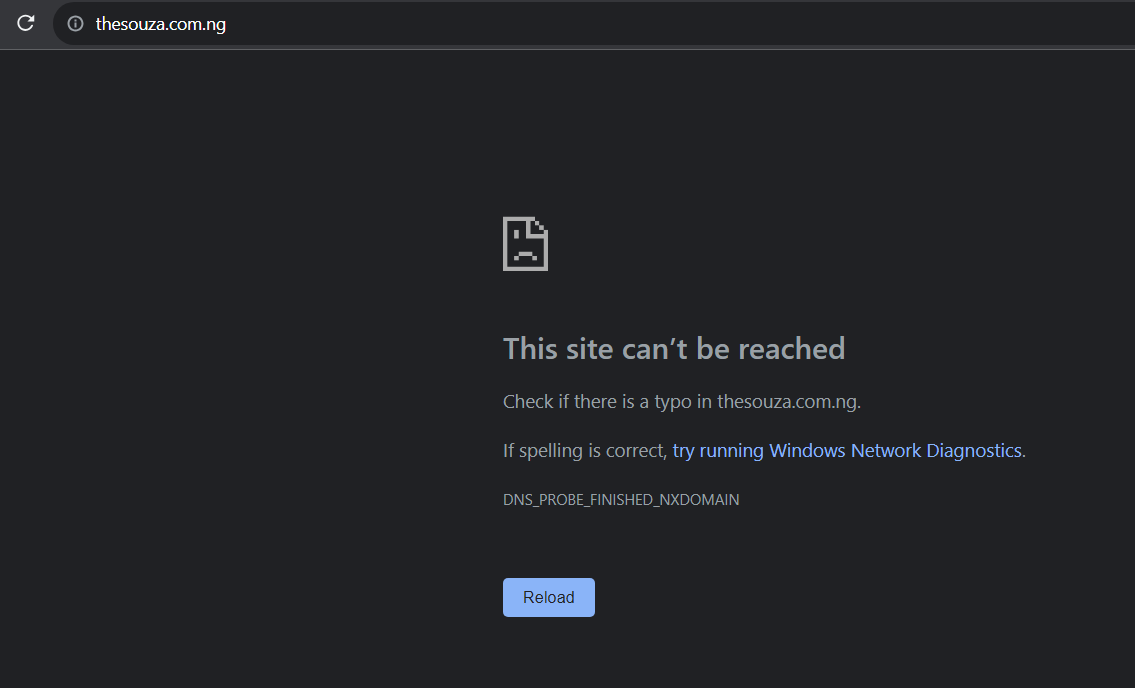 thesouza.com.ng
This site can’t be reached
Check if there is a typo in thesouza.com.ng.
If spelling is correct, try running Windows Network Diagnostics.
DNS_PROBE_FINISHED_NXDOMAIN
Reload